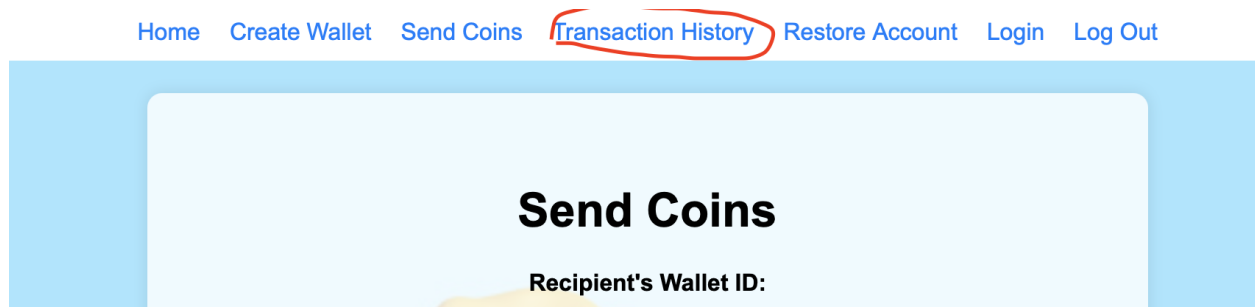 Home Create Wallet Send Coins Transaction History Restore Account Login Log Out
Send Coins
Recipient's Wallet ID: